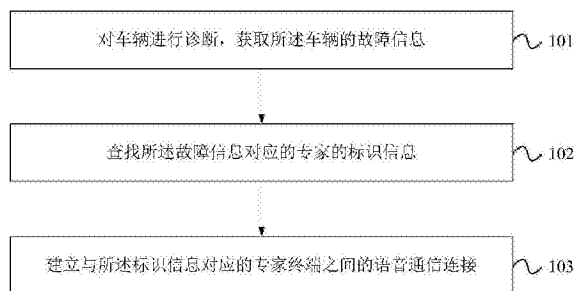 对车辆进行诊断，获取所述车辆的故障信息
101
查找所述故障信息对应的专家的标识信息
102
建立与所述标识信息对应的专家终端之间的语音通信连接
103